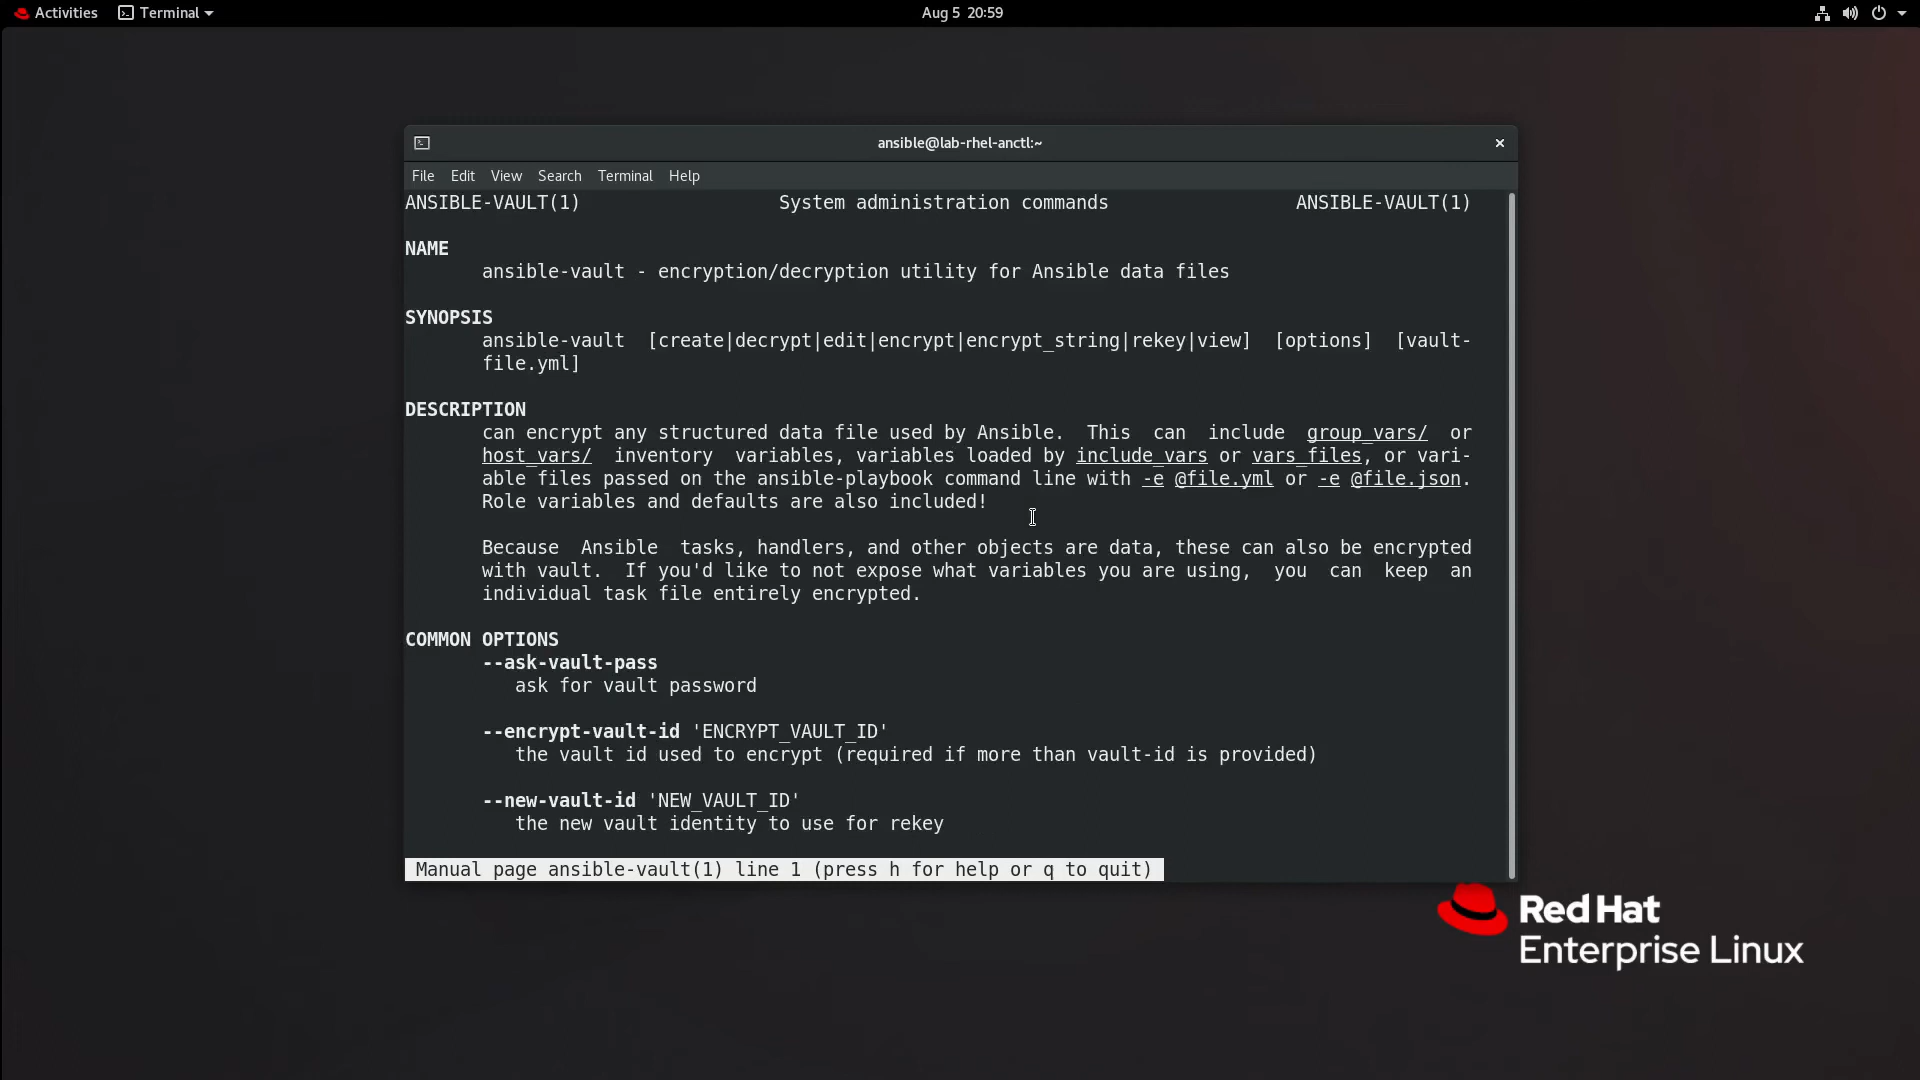 Activities Terminal Aug 5 20:59
ansible@lab-rhel-anctl:~ ×
File Edit View Search Terminal Help
ANSIBLE-VAULT(1) System administration commands ANSIBLE-VAULT(1)
NAME
ansible-vault - encryption/decryption utility for Ansible data files
SYNOPSIS
ansible-vault [create|decrypt|edit|encrypt|encrypt_string|rekey|view] [options] [vault-
file.yml]
DESCRIPTION
can encrypt any structured data file used by Ansible. This can include group_vars/ or
host_vars/ inventory variables, variables loaded by include_vars or vars_files, or vari-
able files passed on the ansible-playbook command line with -e @file.yml or -e @file.json.
Role variables and defaults are also included!
Because Ansible tasks, handlers, and other objects are data, these can also be encrypted
with vault. If you'd like to not expose what variables you are using, you can keep an
individual task file entirely encrypted.
COMMON OPTIONS
--ask-vault-pass
ask for vault password
--encrypt-vault-id 'ENCRYPT_VAULT_ID'
the vault id used to encrypt (required if more than vault-id is provided)
--new-vault-id 'NEW_VAULT_ID'
the new vault identity to use for rekey
Manual page ansible-vault(1) line 1 (press h for help or q to quit)
Red Hat
Enterprise Linux